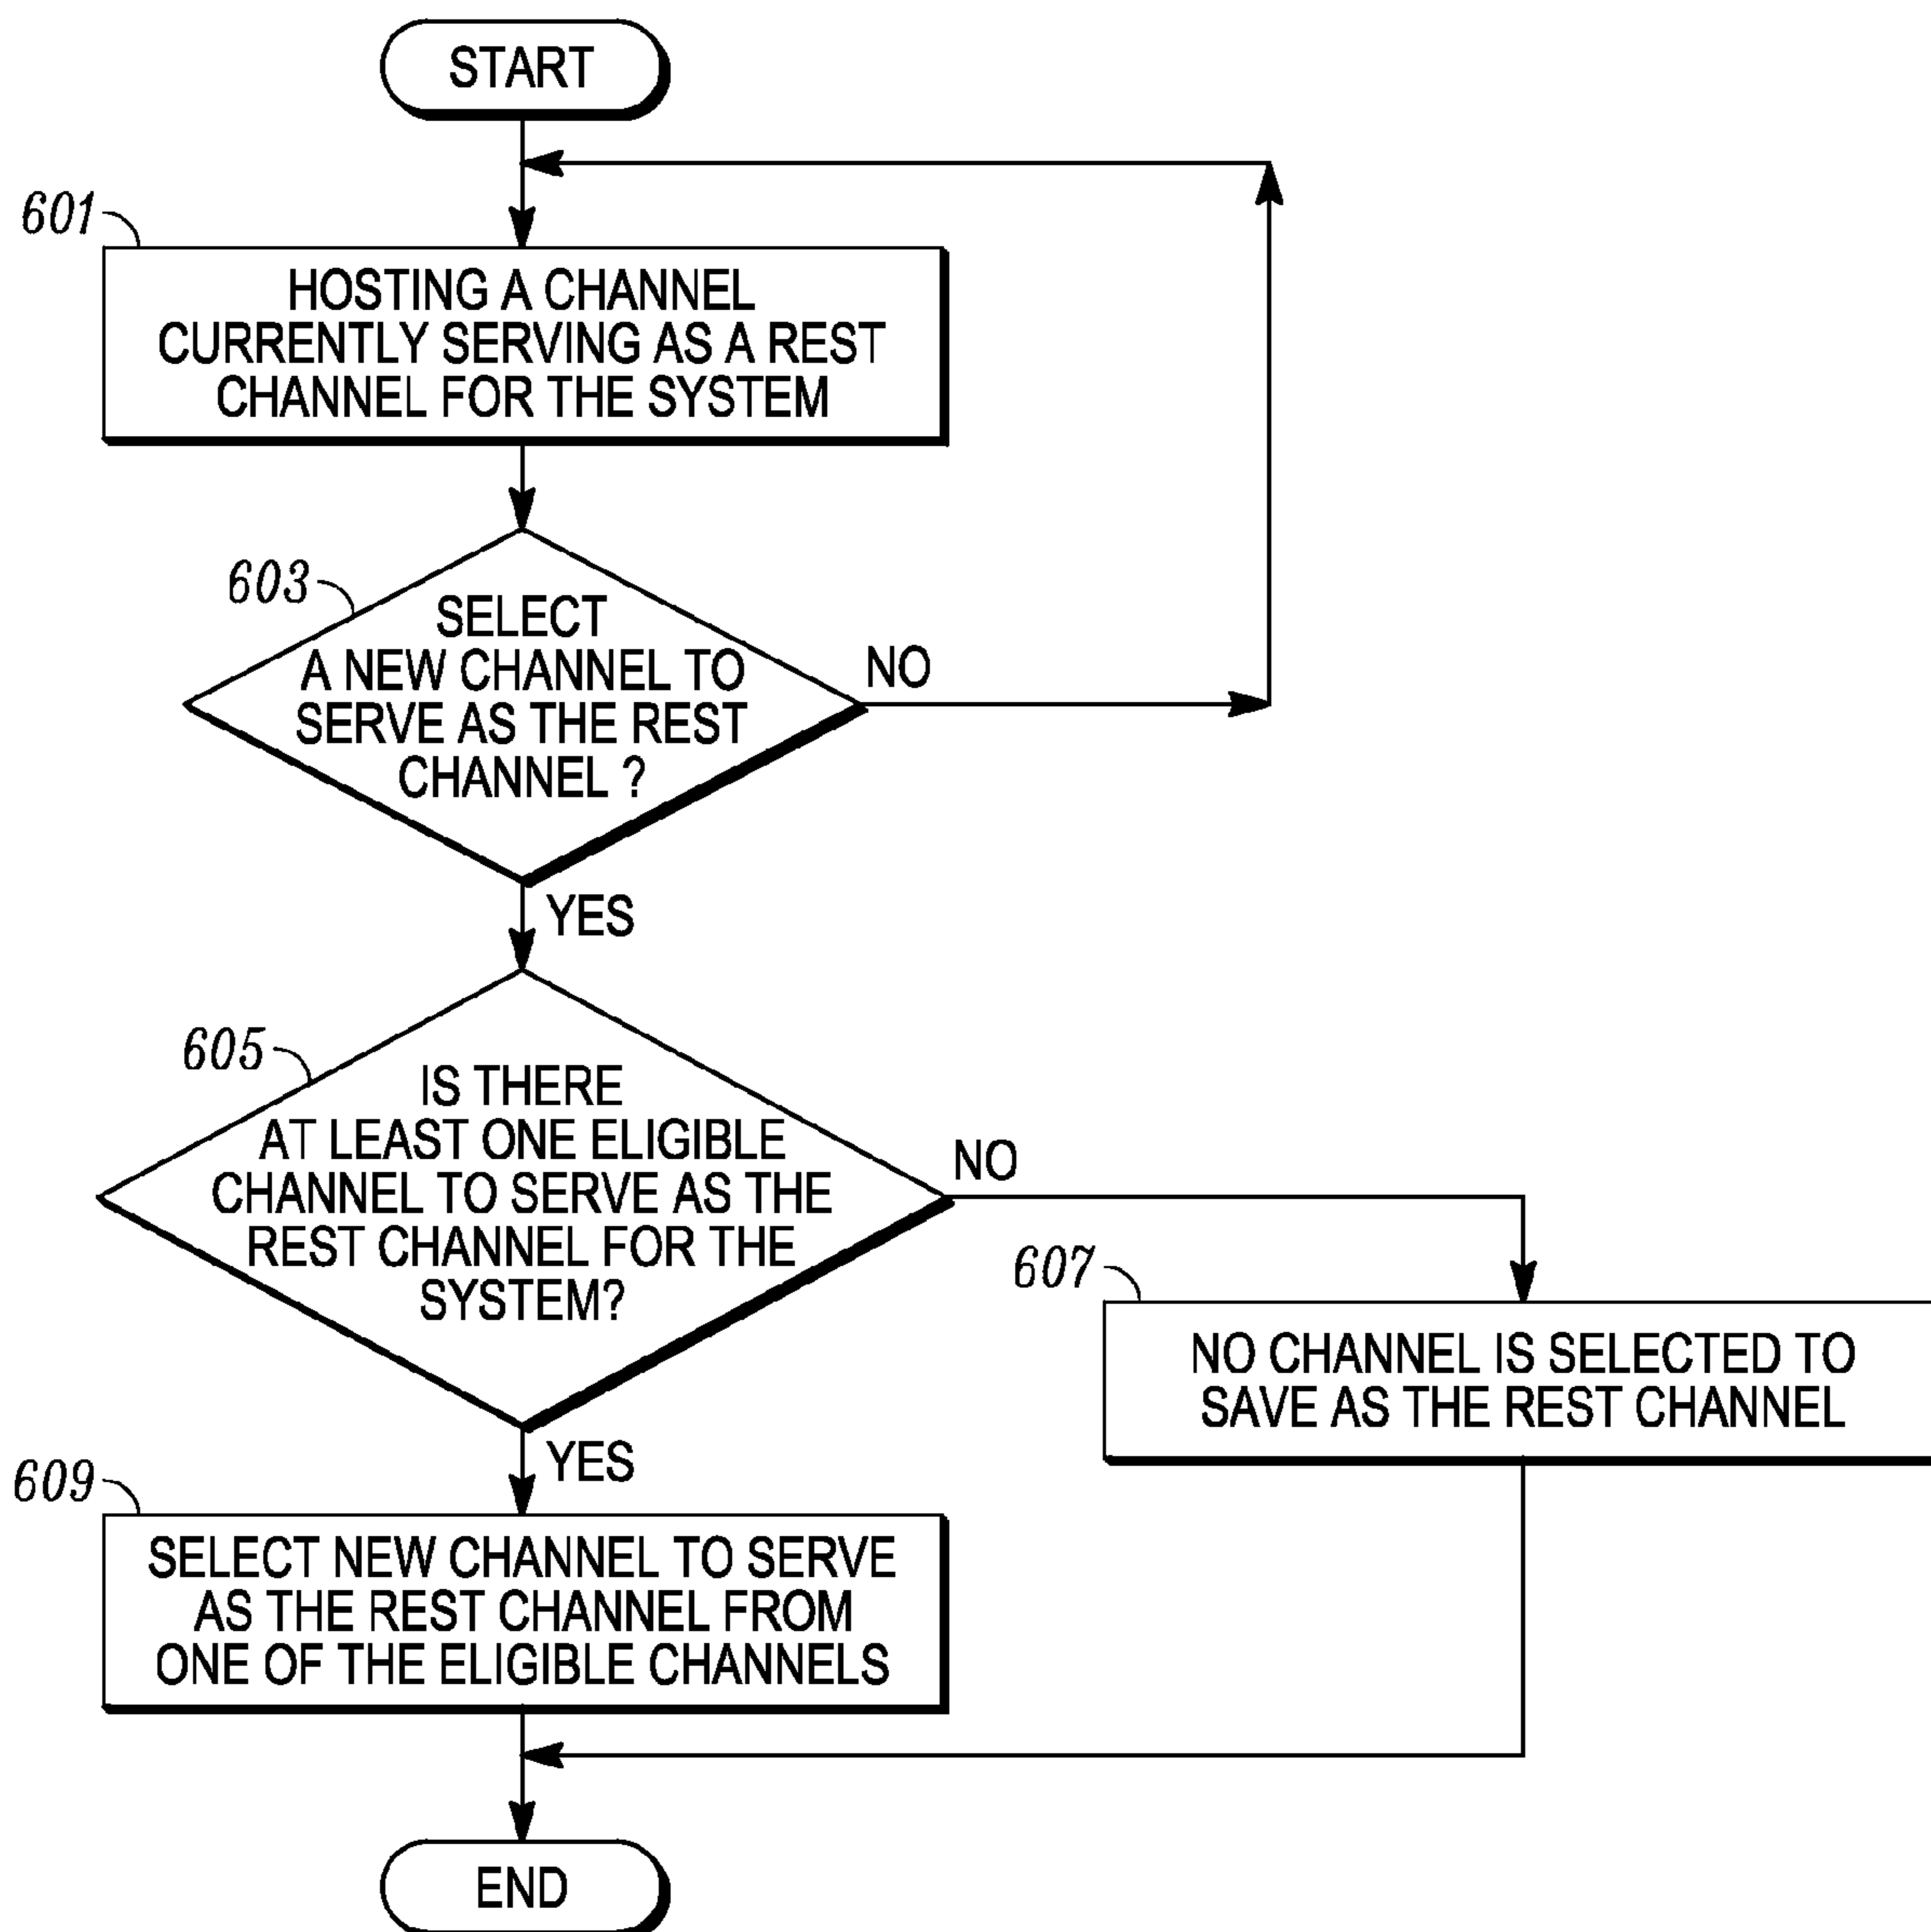 START
601
HOSTING A CHANNEL
CURRENTLY SERVING AS A REST
CHANNEL FOR THE SYSTEM
603
SELECT
A NEW CHANNEL TO
SERVE AS THE REST
CHANNEL ?
NO
YES
605
IS THERE
AT LEAST ONE ELIGIBLE
CHANNEL TO SERVE AS THE
REST CHANNEL FOR THE
SYSTEM?
NO
607
NO CHANNEL IS SELECTED TO
SAVE AS THE REST CHANNEL
YES
609
SELECT NEW CHANNEL TO SERVE
AS THE REST CHANNEL FROM
ONE OF THE ELIGIBLE CHANNELS
END